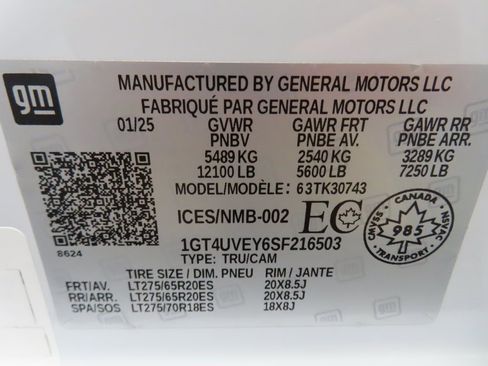 gm
MANUFACTURED BY GENERAL MOTORS LLC
FABRIQUÉ PAR GENERAL MOTORS LLC
01/25 GVWR GAWR FRT GAWR RR
PNBV PNBE AV. PNBE ARR.
5489 KG 2540 KG 3289 KG
12100 LB 5600 LB 7250 LB
MODEL/MODÈLE: 63TK30743
ICES/NMB-002 EC
CANADA
CMVSS NSVAC
985
TRANSPORT
8624
1GT4UVEY6SF216503
TYPE: TRU/CAM
TIRE SIZE / DIM. PNEU RIM / JANTE
FRT/AV. LT275/65R20ES 20X8.5J
RR/ARR. LT275/65R20ES 20X8.5J
SPA/SOS LT275/70R18ES 18X8J